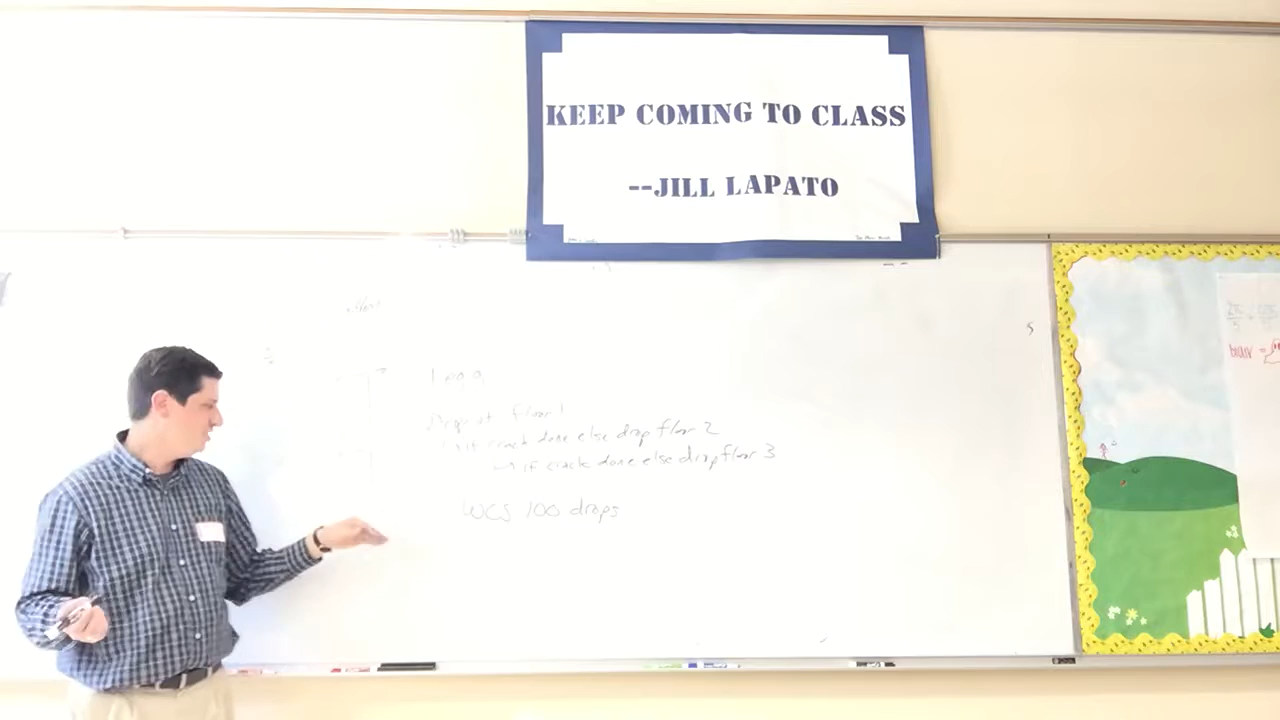 KEEP COMING TO CLASS
--JILL LAPATO
1 egg
Drop at floor 1
↳ if crack done else drop floor 2
↳ if crack done else drop floor 3
WCS 100 drops
5